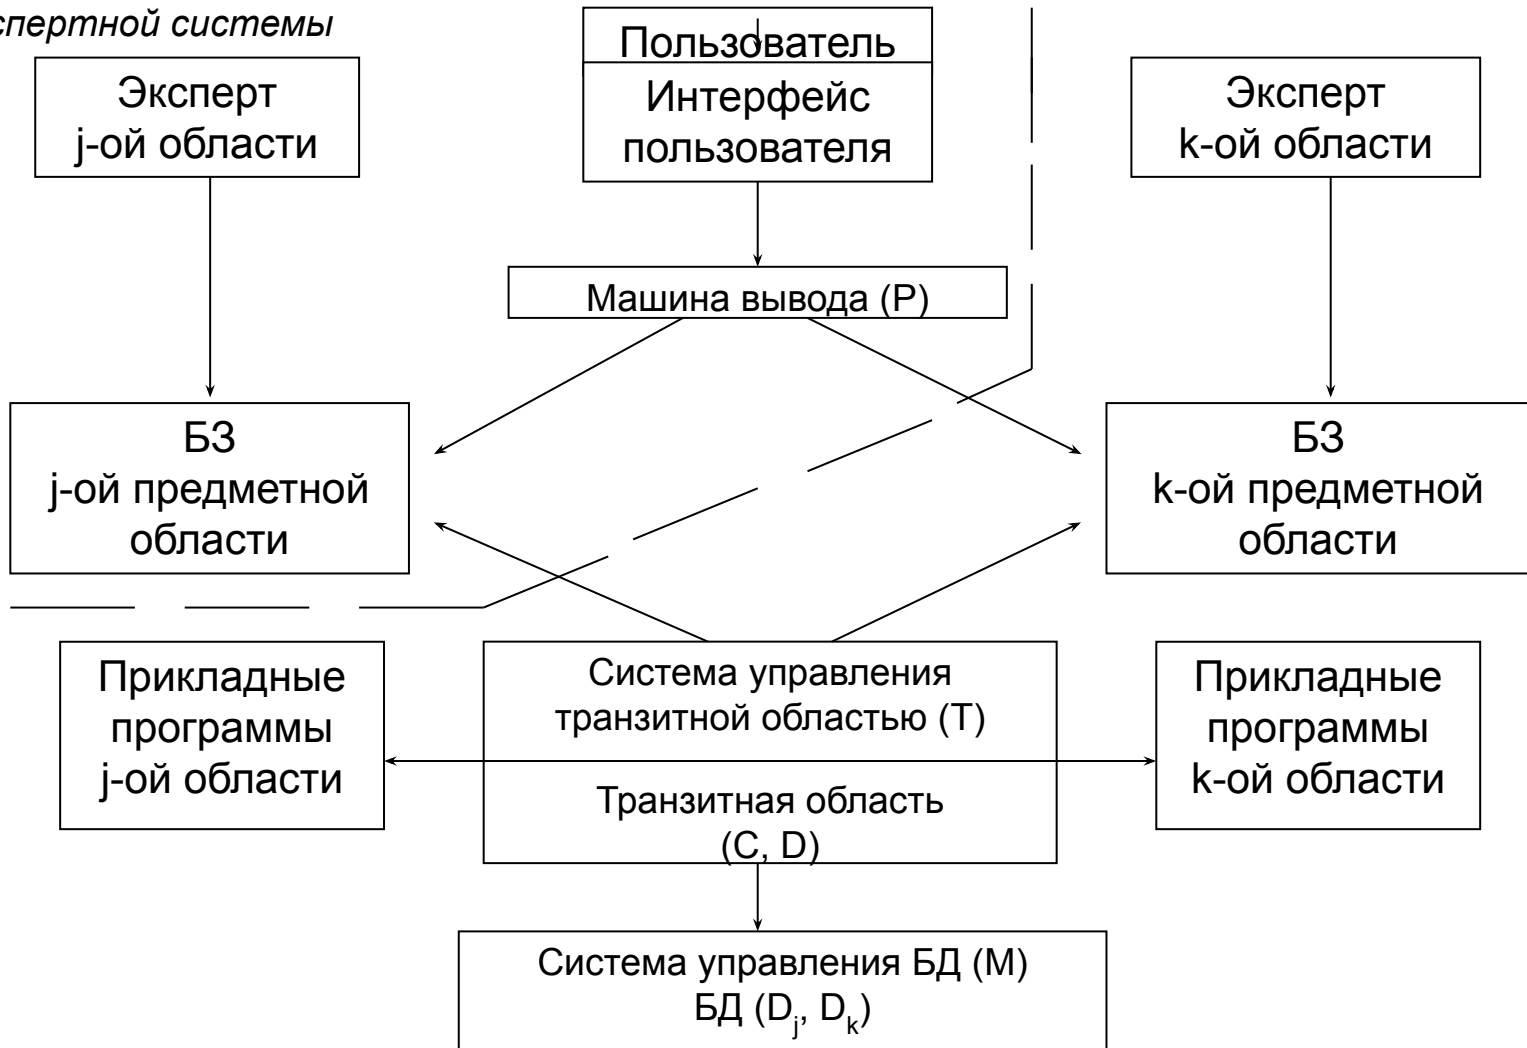 спертной системы
Пользователь
Интерфейс
пользователя
Эксперт
j-ой области
Эксперт
k-ой области
Машина вывода (P)
БЗ
j-ой предметной
области
БЗ
k-ой предметной
области
Прикладные
программы
j-ой области
Система управления
транзитной областью (T)
Транзитная область
(C, D)
Прикладные
программы
k-ой области
Система управления БД (M)
БД (Dj, Dk)